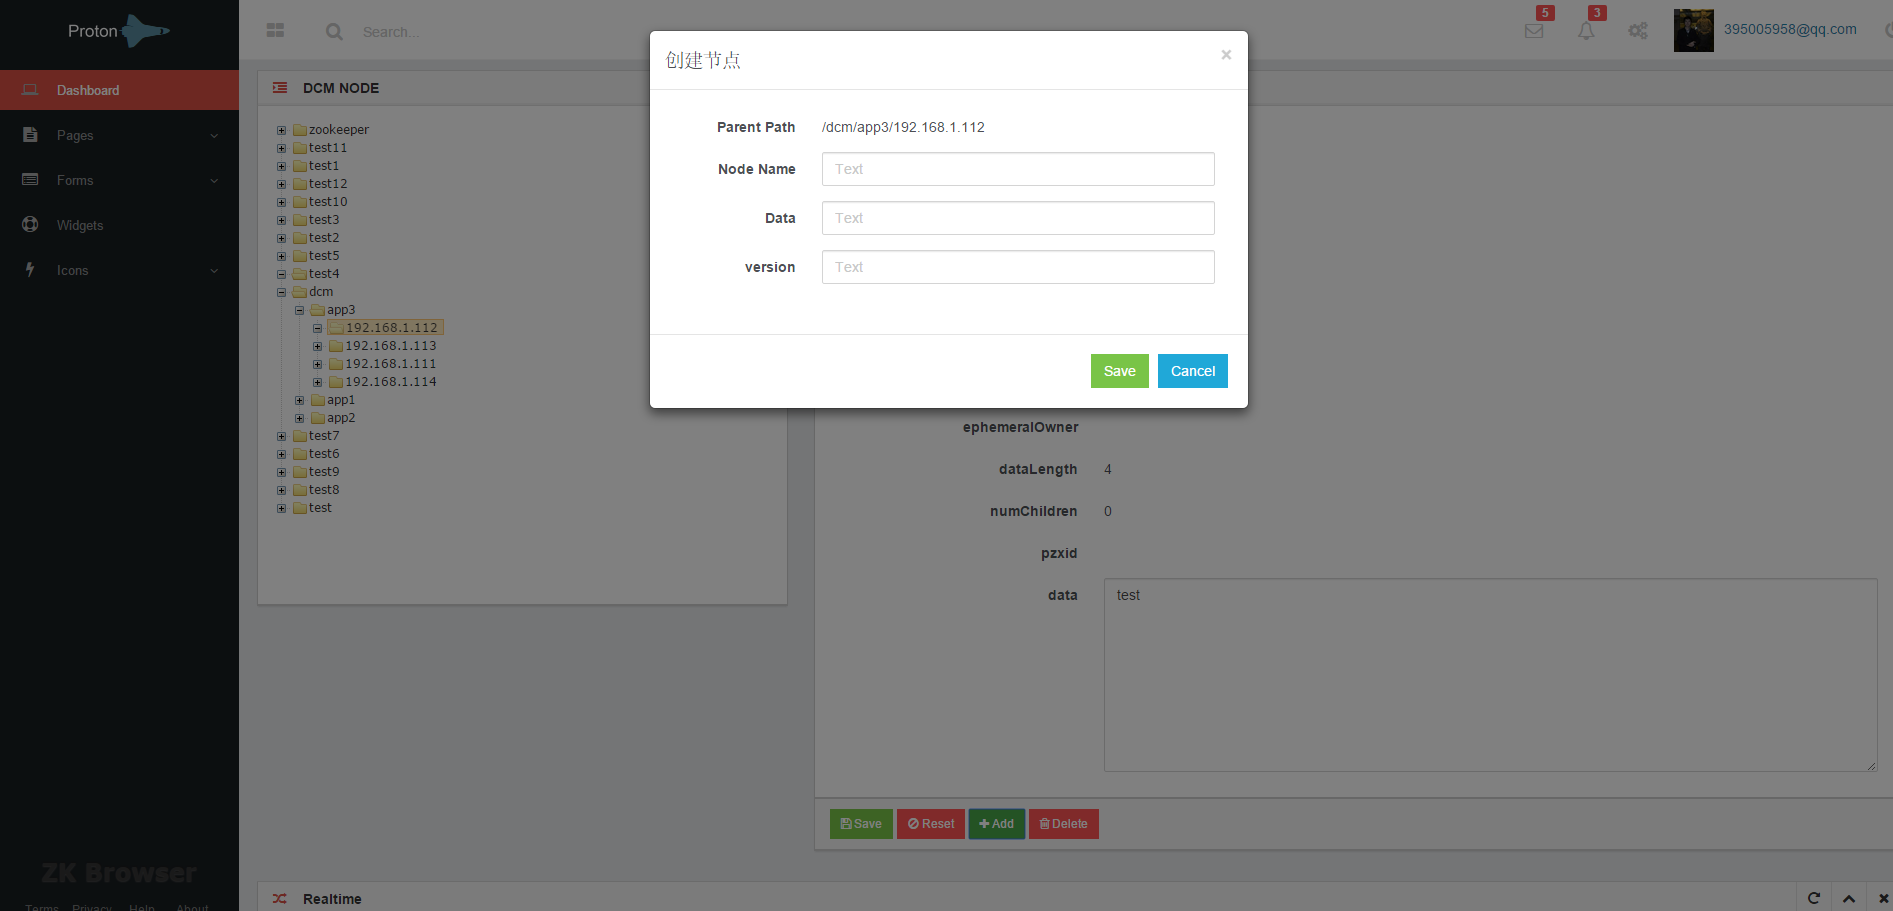 Proton
Search...
5
3
395005958@qq.com
Dashboard
Pages
Forms
Widgets
Icons
ZK Browser
Terms Privacy Help About
DCM NODE
zookeeper
test11
test1
test12
test10
test3
test2
test5
test4
dcm
app3
192.168.1.112
192.168.1.113
192.168.1.111
192.168.1.114
app1
app2
test7
test6
test9
test8
test
创建节点
×
Parent Path /dcm/app3/192.168.1.112
Node Name Text
Data Text
version Text
Save Cancel
ephemeralOwner
dataLength 4
numChildren 0
pzxid
data test
Save Reset Add Delete
Realtime